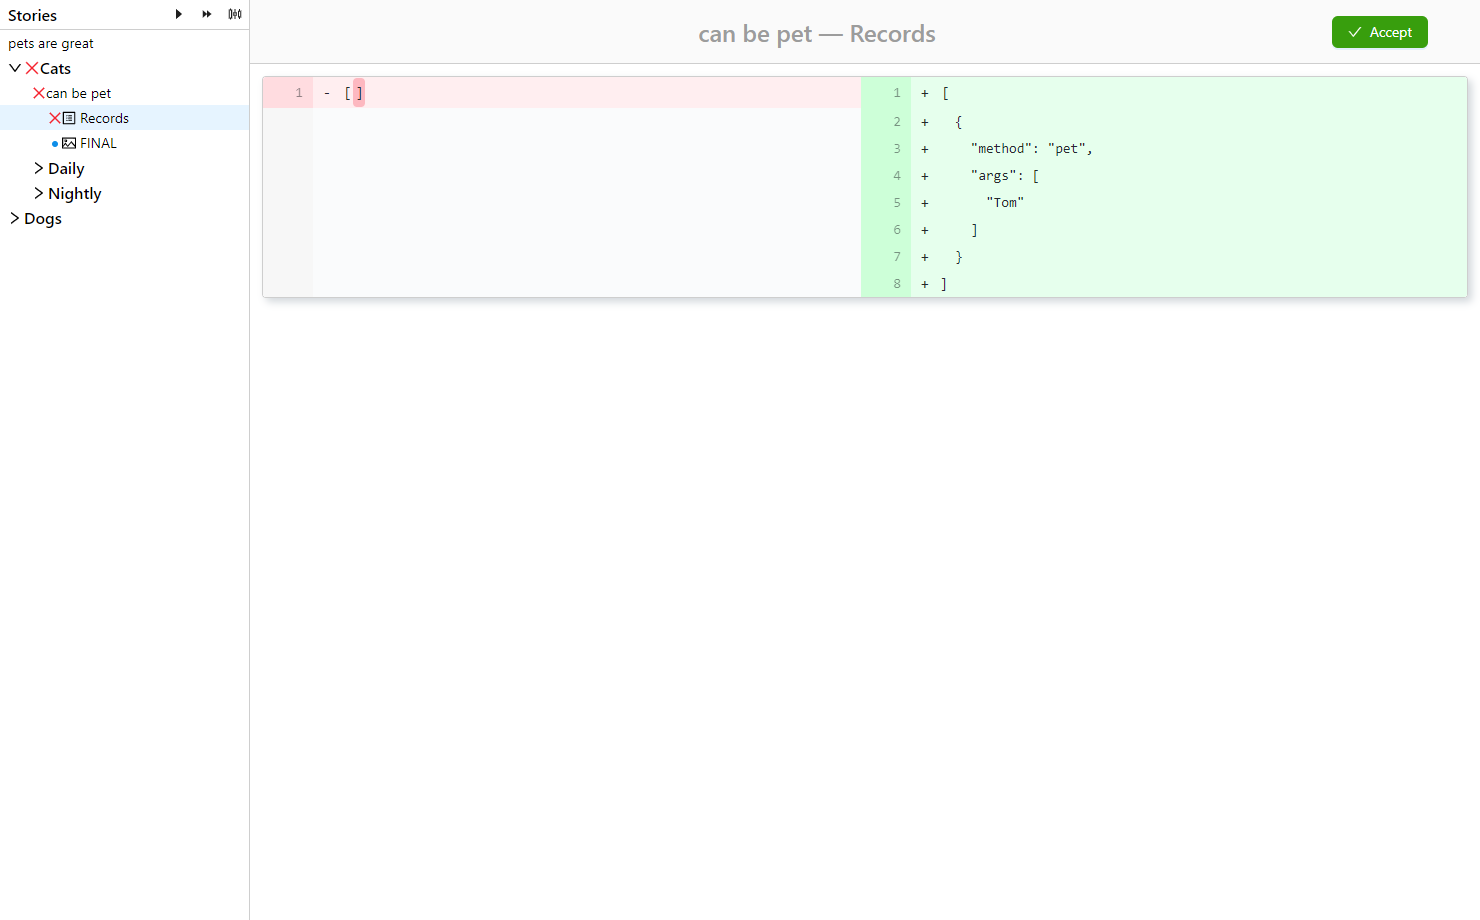 Stories
pets are great
Cats
can be pet
Records
FINAL
Daily
Nightly
Dogs
can be pet — Records
Accept
1 - []
1 + [
2 +   {
3 +     "method": "pet",
4 +     "args": [
5 +       "Tom"
6 +     ]
7 +   }
8 + ]